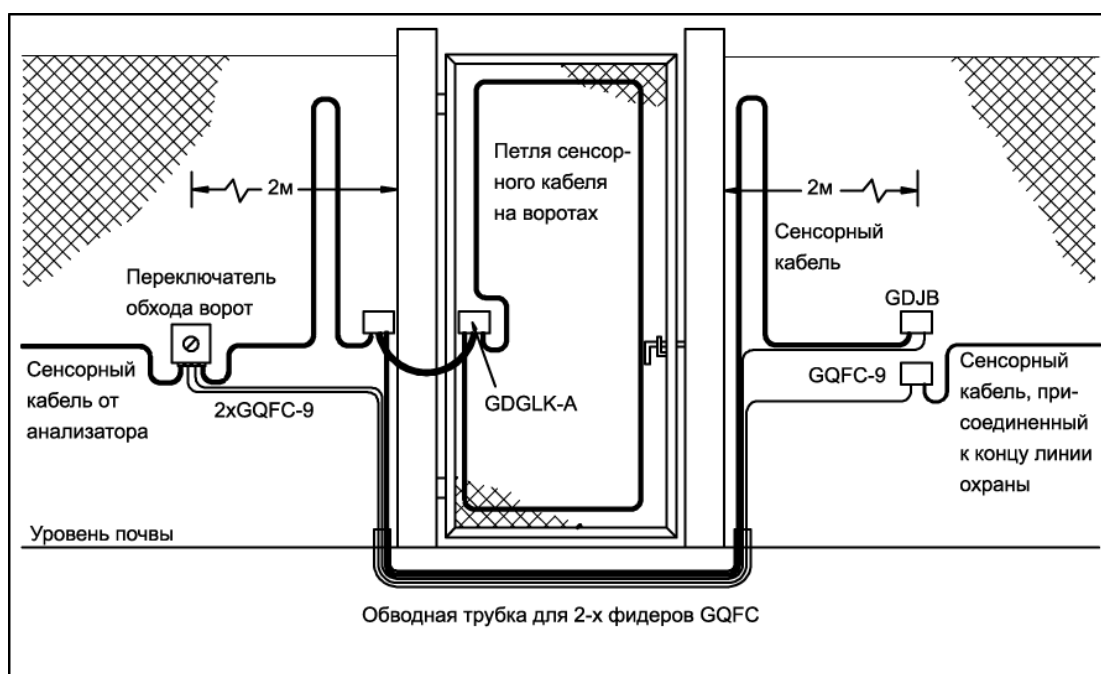 Петля сенсор-
ного кабеля
на воротах
2м
2м
Сенсорный
кабель
Переключатель
обхода ворот
GDJB
Сенсорный
кабель от
анализатора
2xGQFC-9
GDGLK-A
GQFC-9
Сенсорный
кабель, при-
соединенный
к концу линии
охраны
Уровень почвы
Обводная трубка для 2-х фидеров GQFC